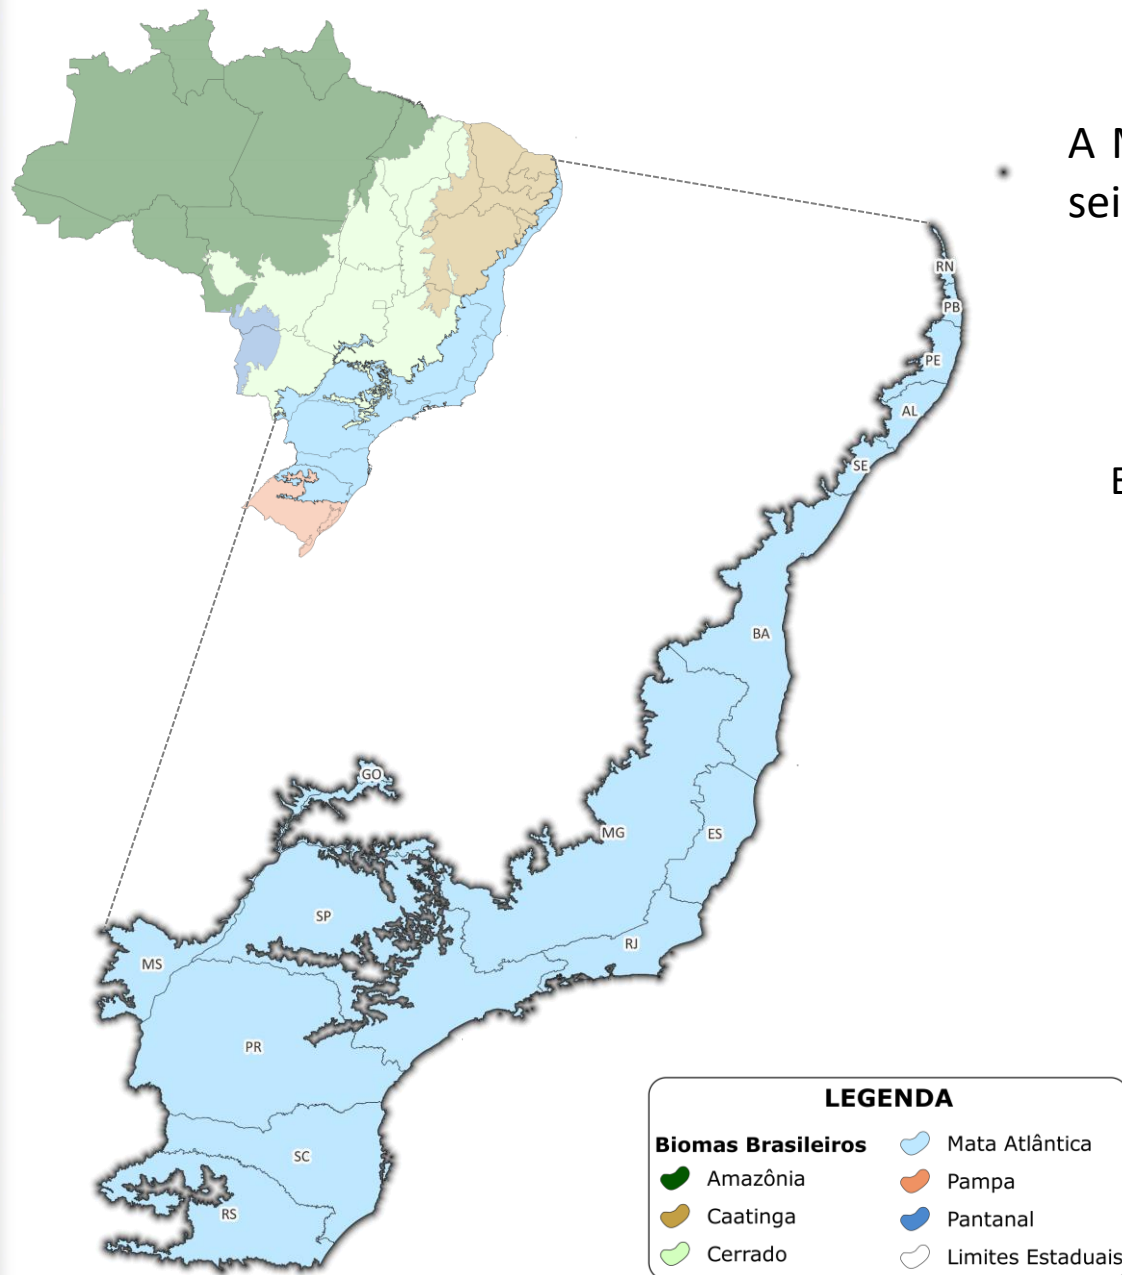 A
sei
RN
PB
PE
AL
SE
BA
GO
MG
ES
SP
RJ
MS
PR
SC
RS
LEGENDA
Biomas Brasileiros
Amazônia
Caatinga
Cerrado
Mata Atlântica
Pampa
Pantanal
Limites Estaduais